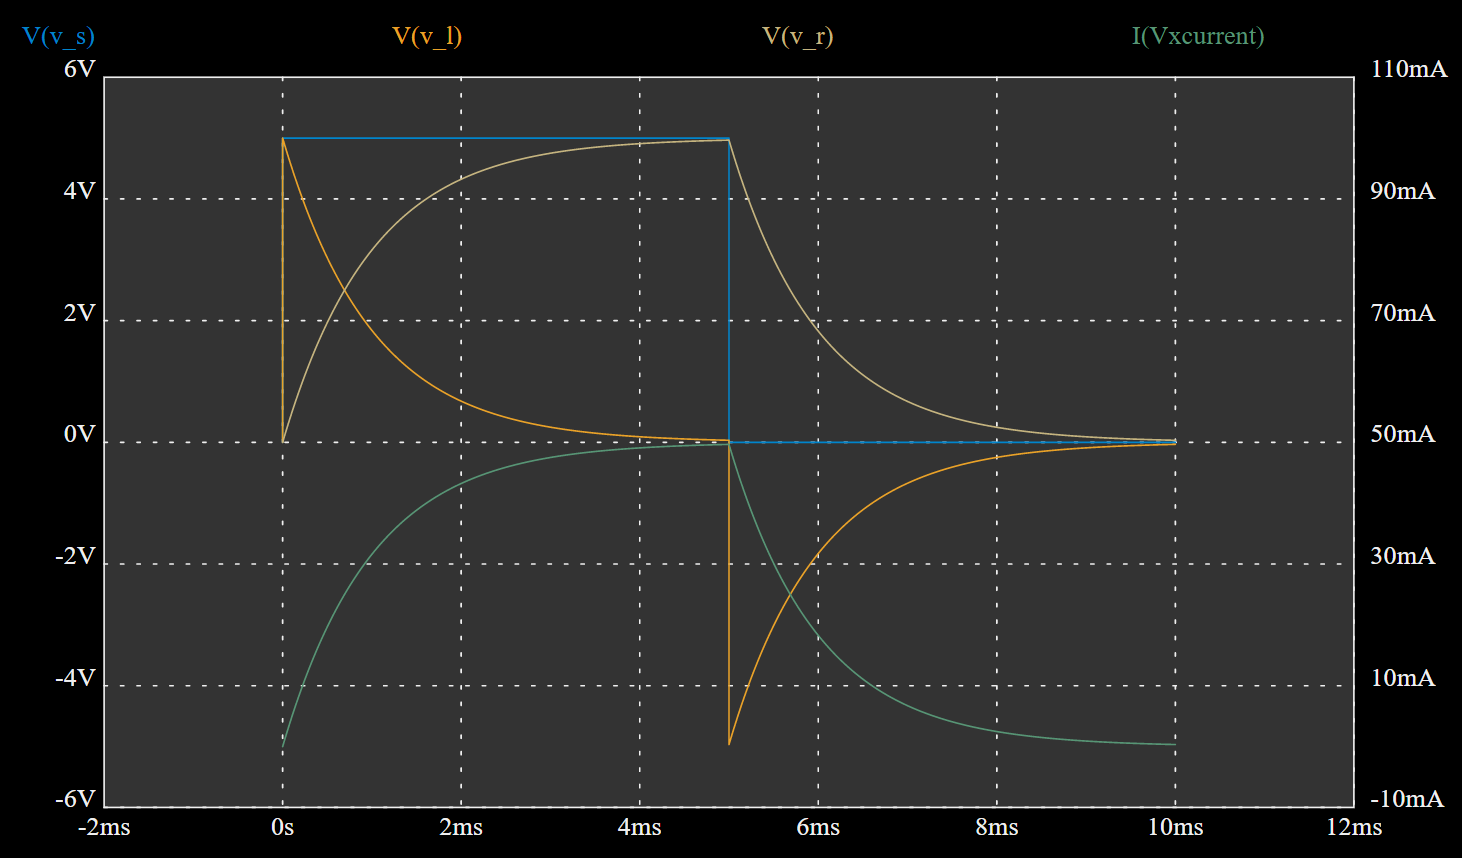 V(v_s) V(v_l) V(v_r) I(Vxcurrent)
6V 110mA
4V 90mA
2V 70mA
0V 50mA
-2V 30mA
-4V 10mA
-6V -10mA
-2ms 0s 2ms 4ms 6ms 8ms 10ms 12ms